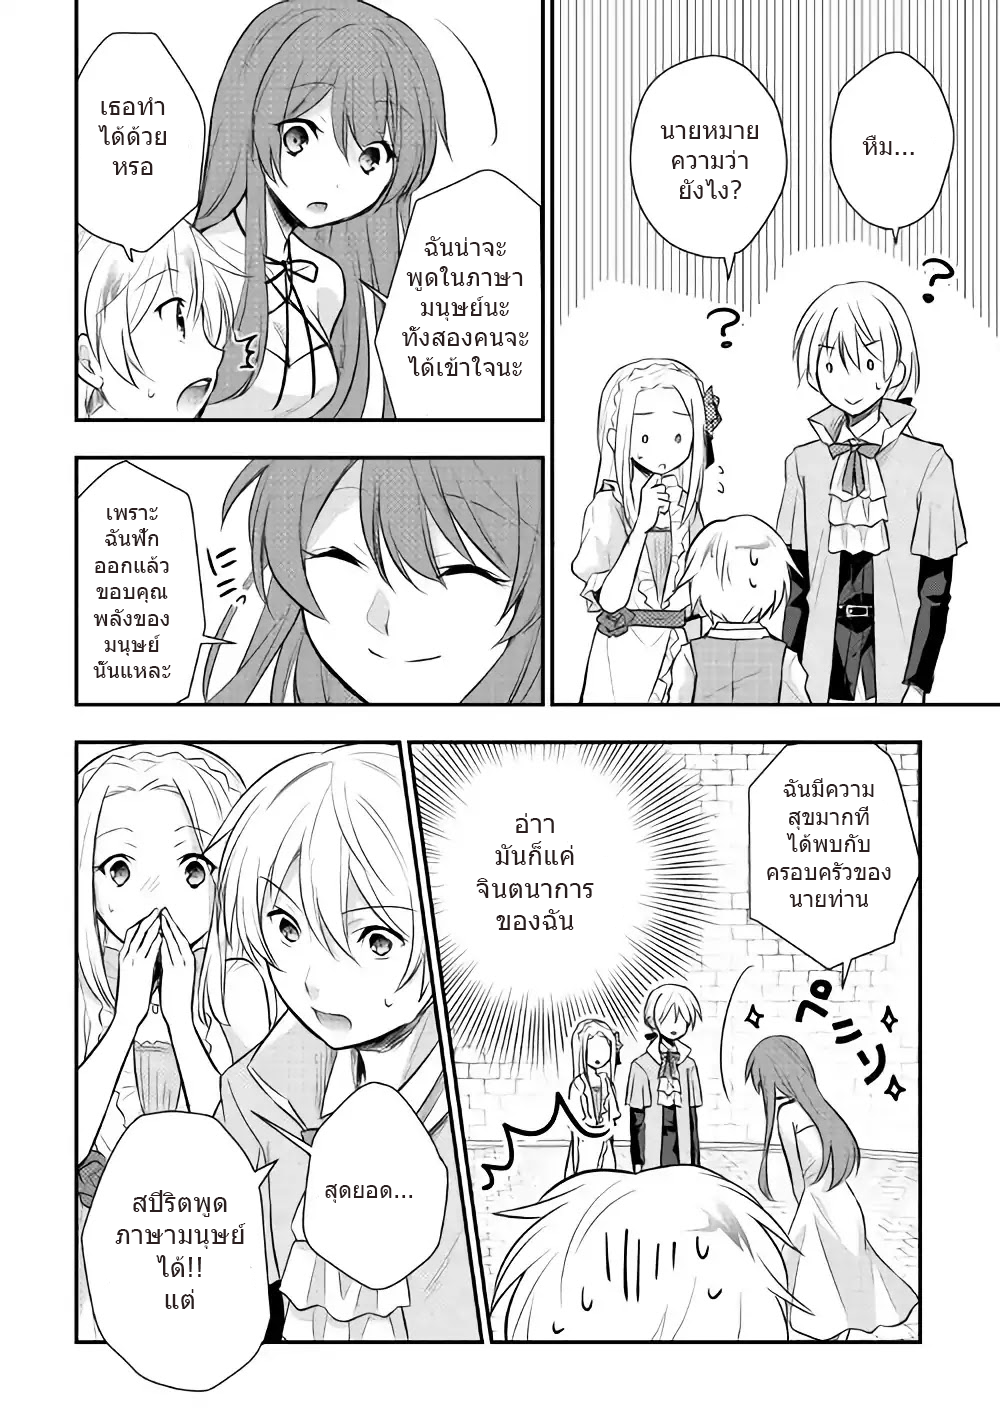 หืม...
นายหมาย
ความว่า
ยังไง?
?
?
ฉันน่าจะ
พูดในภาษา
มนุษย์นะ
ทั้งสองคนจะ
ได้เข้าใจนะ
เธอทำ
ได้ด้วย
หรอ
เพราะ
ฉันฟัก
ออกแล้ว
ขอบคุณ
พลังของ
มนุษย์
นั้นแหละ
ฉันมีความ
สุขมากที่
ได้พบกับ
ครอบครัวของ
นายท่าน
ペコリ
อ่าา
มันก็แค่
จินตนาการ
ของฉัน
สุดยอด...
สปิริตพูด
ภาษามนุษย์
ได้!!
แต่